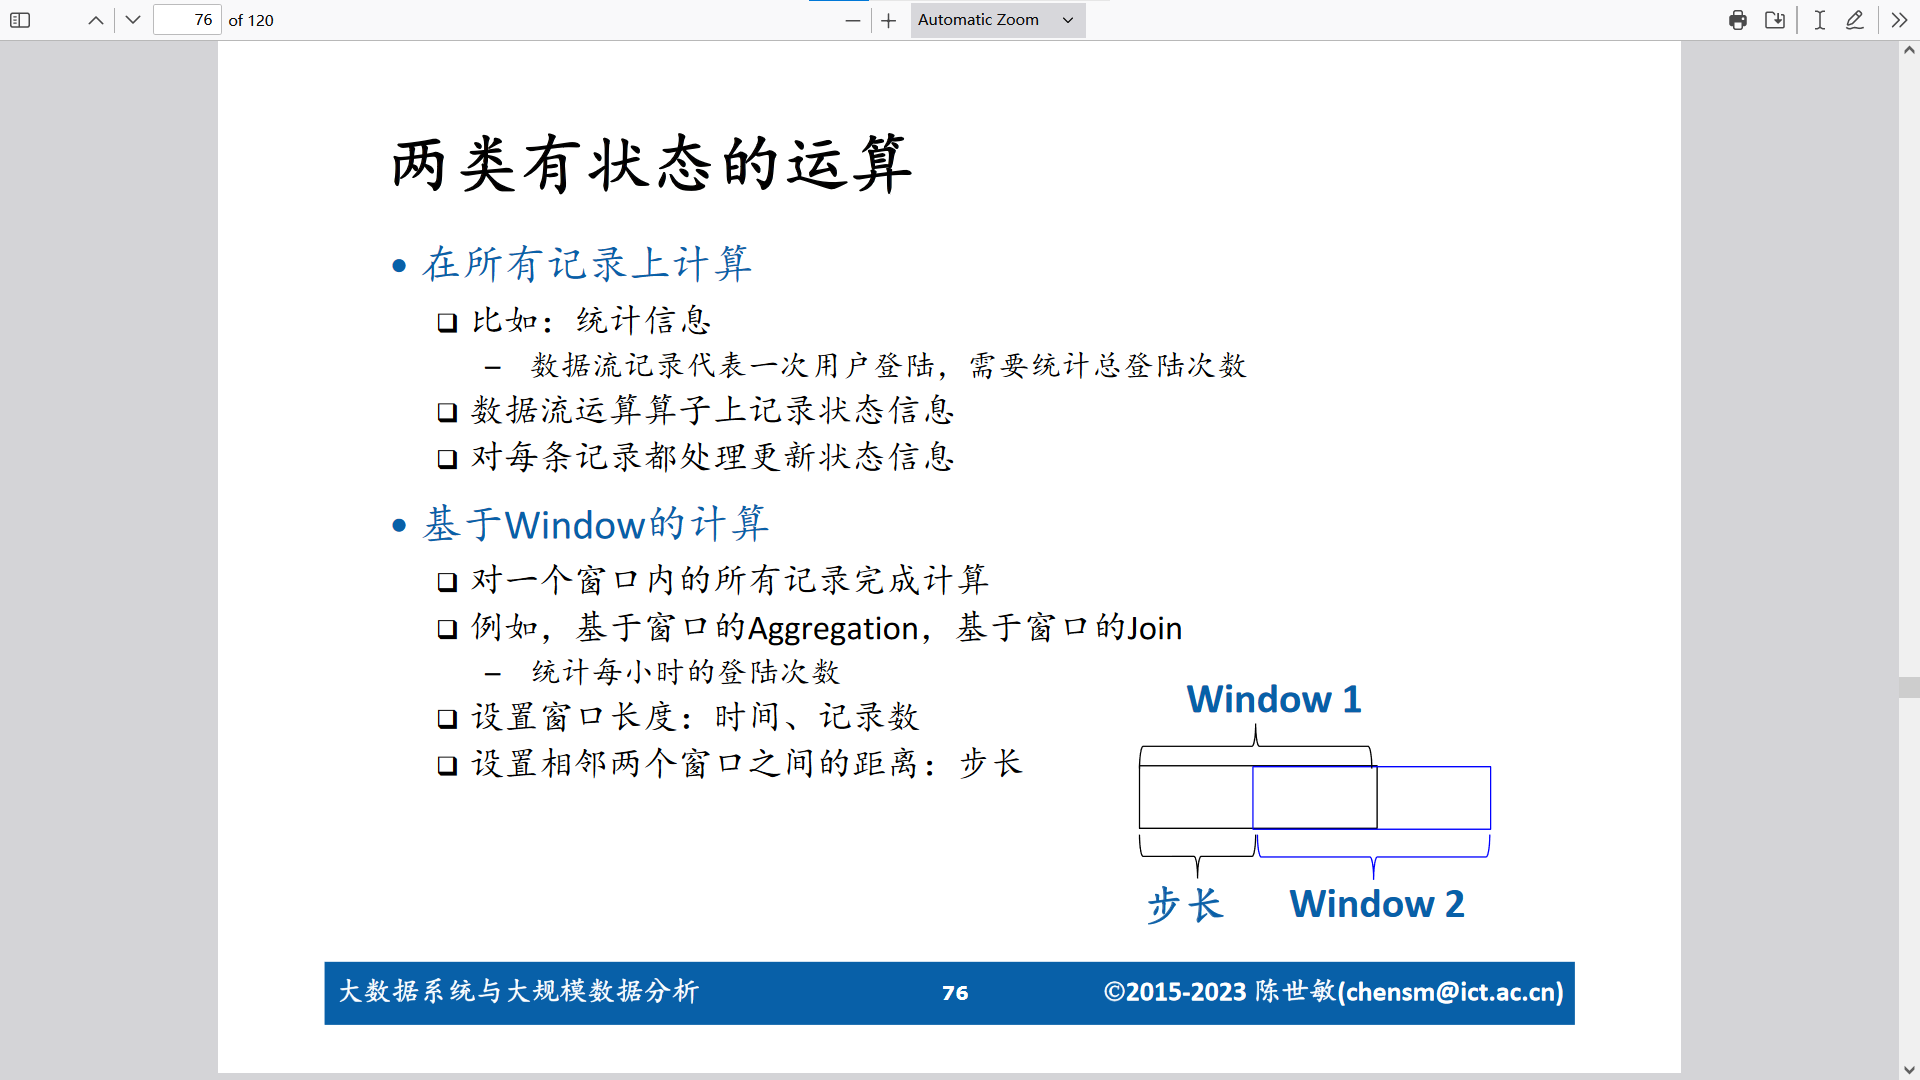 76 of 120
Automatic Zoom
两类有状态的运算
• 在所有记录上计算
❑ 比如：统计信息
– 数据流记录代表一次用户登陆，需要统计总登陆次数
❑ 数据流运算算子上记录状态信息
❑ 对每条记录都处理更新状态信息
• 基于Window的计算
❑ 对一个窗口内的所有记录完成计算
❑ 例如，基于窗口的Aggregation，基于窗口的Join
– 统计每小时的登陆次数
❑ 设置窗口长度：时间、记录数
❑ 设置相邻两个窗口之间的距离：步长
Window 1
步长
Window 2
大数据系统与大规模数据分析
76
©2015-2023 陈世敏(chensm@ict.ac.cn)